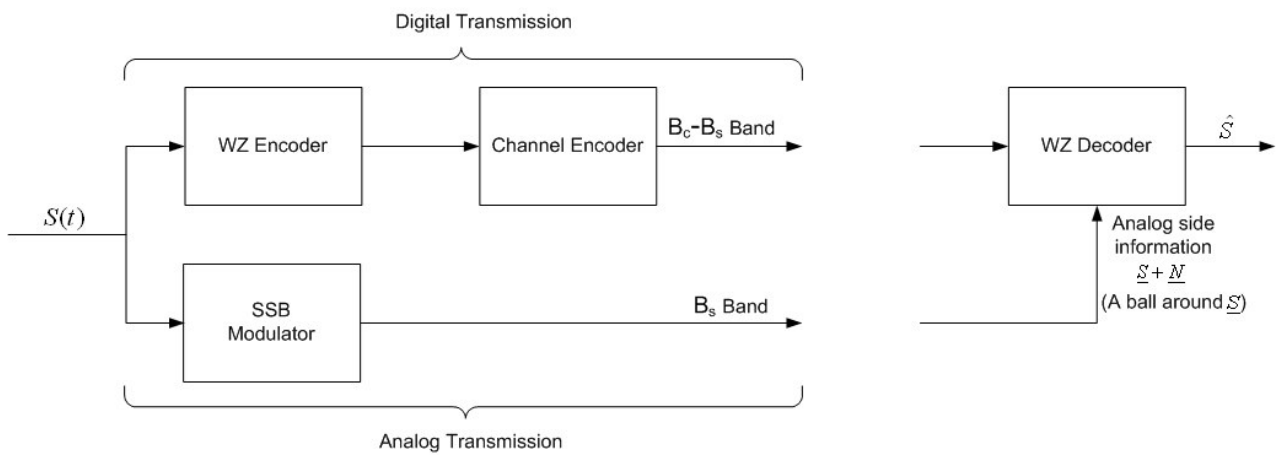 Digital Transmission
WZ Encoder
Channel Encoder
B_c-B_s Band
WZ Decoder
Ŝ
S(t)
Analog side
information
S + N
(A ball around S)
SSB
Modulator
B_s Band
Analog Transmission